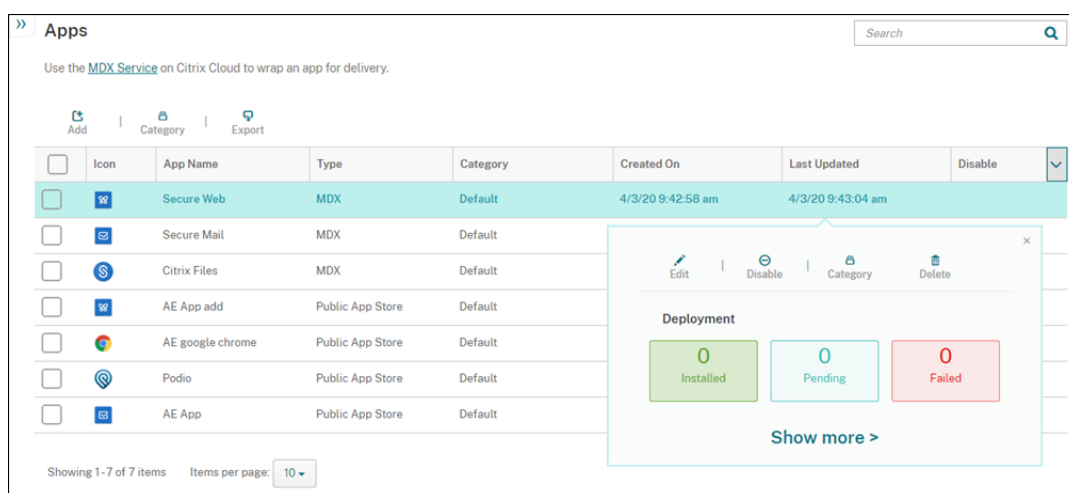 Apps
Search
Use the MDX Service on Citrix Cloud to wrap an app for delivery.
Add | Category | Export
Icon App Name Type Category Created On Last Updated Disable
Secure Web MDX Default 4/3/20 9:42:58 am 4/3/20 9:43:04 am
Secure Mail MDX Default
Citrix Files MDX Default
AE App add Public App Store Default
AE google chrome Public App Store Default
Podio Public App Store Default
AE App Public App Store Default
Edit | Disable | Category Delete
Deployment
0 0 0
Installed Pending Failed
Show more >
Showing 1-7 of 7 items Items per page: 10